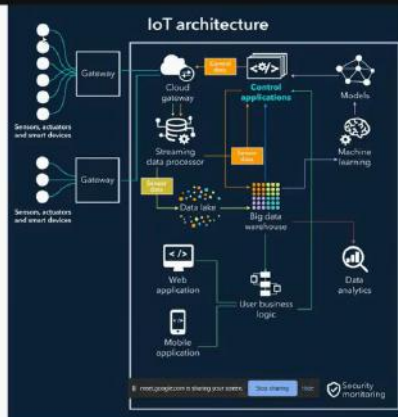 IoT architecture
Gateway
Sensors, actuators
and smart devices
Gateway
Sensors, actuators
and smart devices
Cloud
gateway
Control
data
Control
applications
Models
Streaming
data processor
Sensor
data
Machine
learning
Sensor
data
Data lake
Big data
warehouse
Web
application
User business
logic
Data
analytics
Mobile
application
meet.google.com is sharing your screen.
Stop sharing
Hide
Security
monitoring